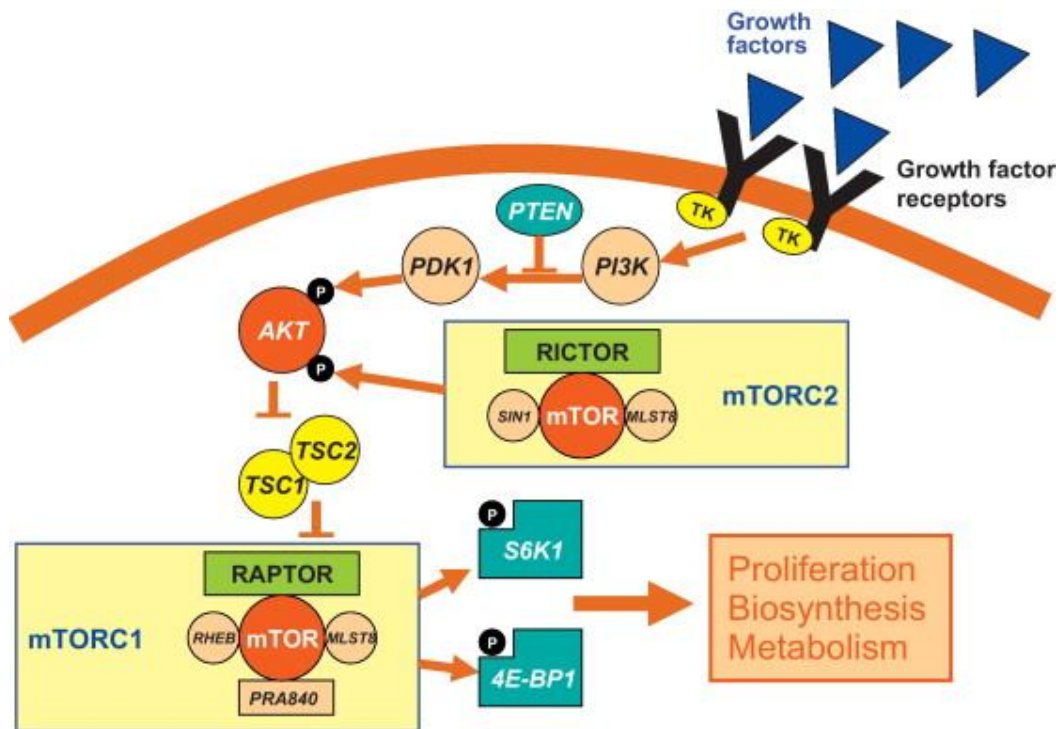 Growth
factors
Growth factor
receptors
TK
TK
PTEN
PDK1
PI3K
P
AKT
P
RICTOR
SIN1
mTOR
MLST8
mTORC2
TSC2
TSC1
P
S6K1
RAPTOR
mTORC1
RHEB
mTOR
MLST8
PRA840
P
4E-BP1
Proliferation
Biosynthesis
Metabolism